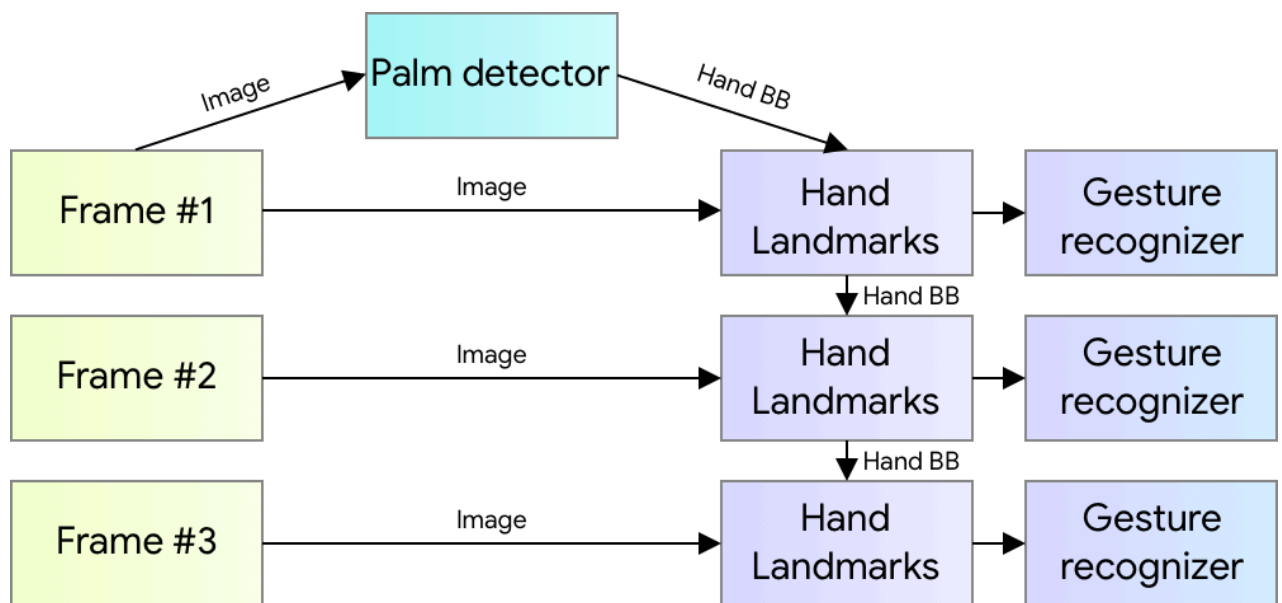 Palm detector
Image
Hand BB
Frame #1
Image
Hand
Landmarks
Gesture
recognizer
Hand BB
Frame #2
Image
Hand
Landmarks
Gesture
recognizer
Hand BB
Frame #3
Image
Hand
Landmarks
Gesture
recognizer